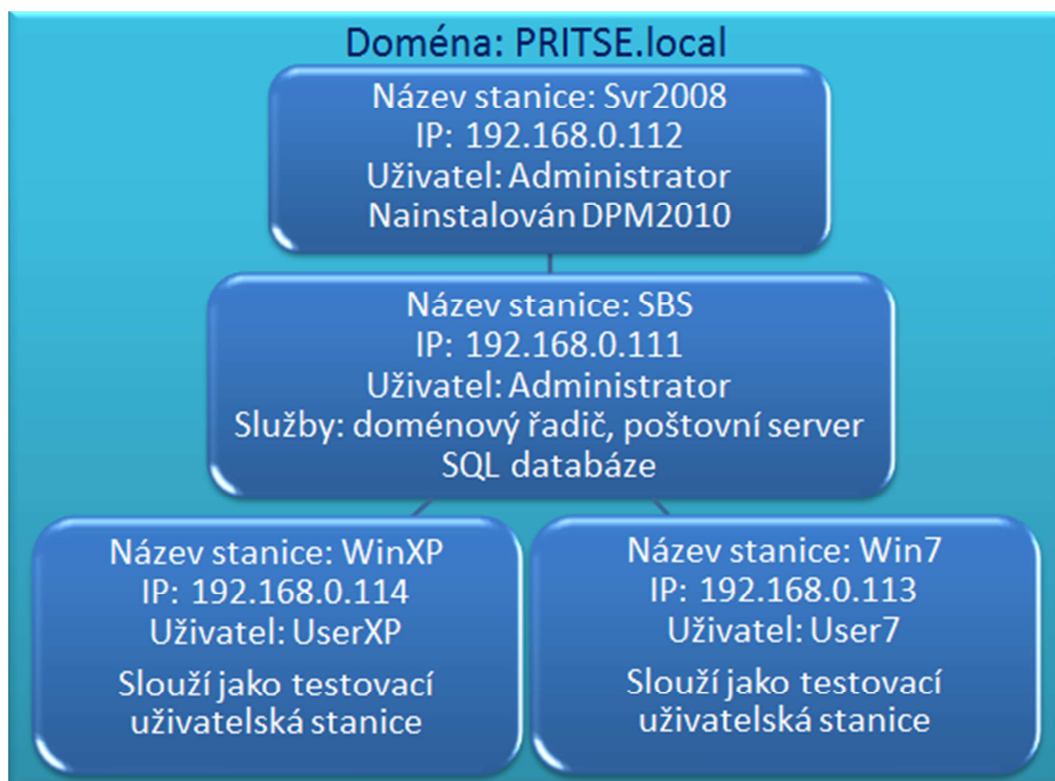 Doména: PRITSE.local
Název stanice: Svr2008
IP: 192.168.0.112
Uživatel: Administrator
Nainstalován DPM2010
Název stanice: SBS
IP: 192.168.0.111
Uživatel: Administrator
Služby: doménový řadič, poštovní server
SQL databáze
Název stanice: WinXP
IP: 192.168.0.114
Uživatel: UserXP
Slouží jako testovací
uživatelská stanice
Název stanice: Win7
IP: 192.168.0.113
Uživatel: User7
Slouží jako testovací
uživatelská stanice